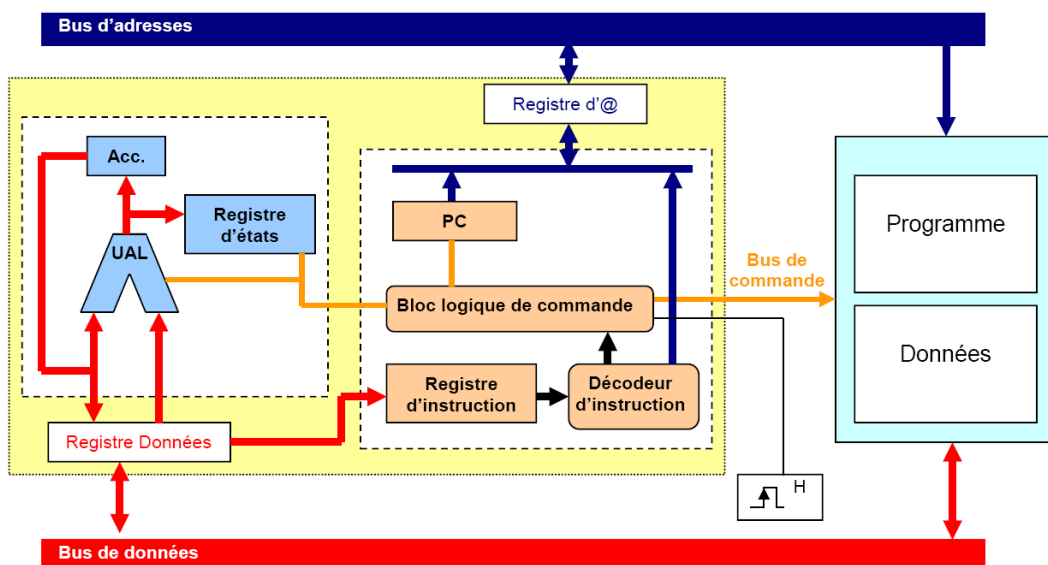 Bus d'adresses
Registre d'@
Acc.
Registre
d'états
UAL
PC
Programme
Bus de
commande
Bloc logique de commande
Données
Registre
d'instruction
Décodeur
d'instruction
Registre Données
H
Bus de données